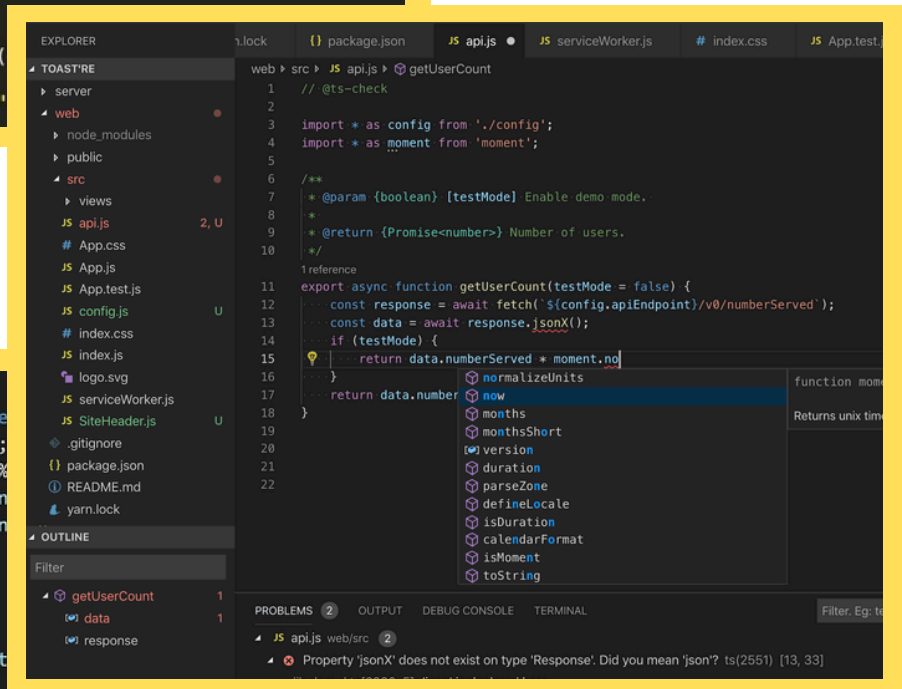 EXPLORER
TOAST'RE
server
web
node_modules
public
src
views
JS api.js 2, U
# App.css
JS App.js
JS App.test.js
JS config.js U
# index.css
JS index.js
logo.svg
JS serviceWorker.js
JS SiteHeader.js U
.gitignore
{} package.json
README.md
yarn.lock
OUTLINE
Filter
getUserCount 1
data 1
response
n.lock {} package.json JS api.js JS serviceWorker.js # index.css JS App.test.j
web src JS api.js getUserCount
1 // @ts-check
2
3 import * as config from './config';
4 import * as moment from 'moment';
5
6 /**
7 * @param {boolean} [testMode] Enable demo mode.
8 *
9 * @return {Promise<number>} Number of users.
10 */
1 reference
11 export async function getUserCount(testMode = false) {
12 const response = await fetch(`${config.apiEndpoint}/v0/numberServed`);
13 const data = await response.jsonX();
14 if (testMode) {
15 return data.numberServed * moment.no
16 }
17 return data.number
18 }
19
20
21
22
normalizeUnits
now
months
monthsShort
version
duration
parseZone
defineLocale
isDuration
calendarFormat
isMoment
toString
function mome
Returns unix time
PROBLEMS 2 OUTPUT DEBUG CONSOLE TERMINAL Filter. Eg: te
JS api.js web/src 2
Property 'jsonX' does not exist on type 'Response'. Did you mean 'json'? ts(2551) [13, 33]